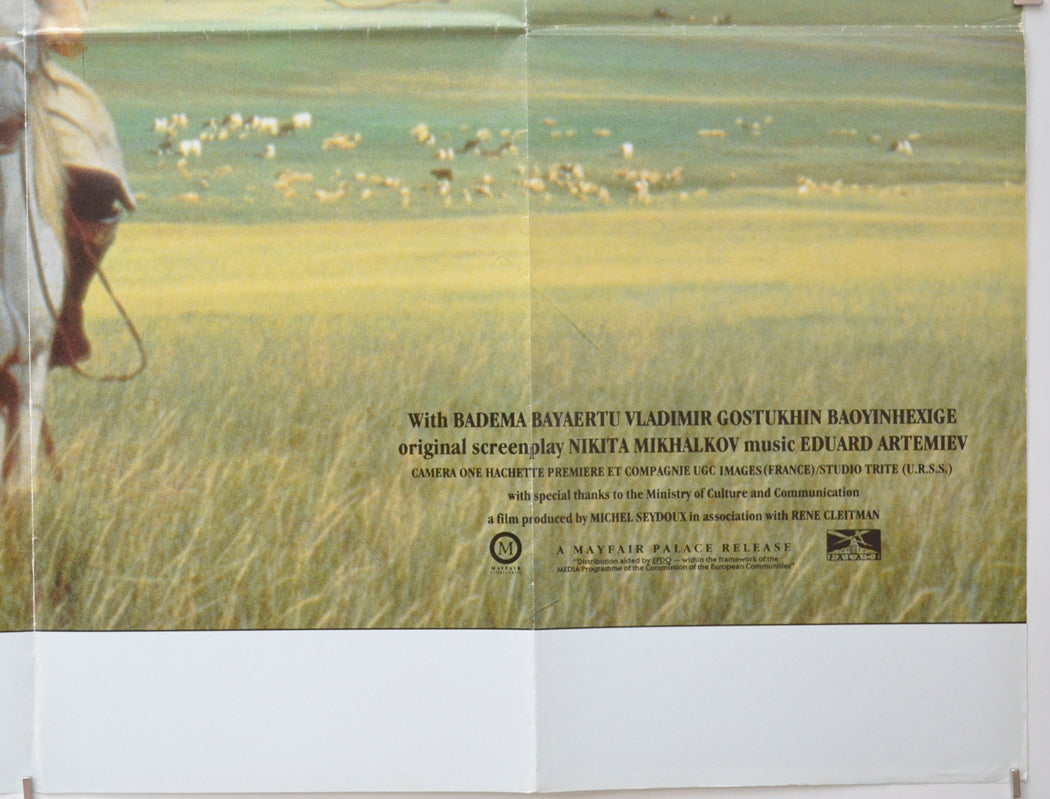 With BADEMA BAYAERTU VLADIMIR GOSTUKHIN BAOYINHEXIGE
original screenplay NIKITA MIKHALKOV music EDUARD ARTEMIEV
CAMERA ONE HACHETTE PREMIERE ET COMPAGNIE UGC IMAGES (FRANCE)/STUDIO TRITE (U.R.S.S.)
with special thanks to the Ministry of Culture and Communication
a film produced by MICHEL SEYDOUX in association with RENE CLEITMAN
M
MAYFAIR
ENTERTAINMENT
A MAYFAIR PALACE RELEASE
"Distribution aided by EFDO — within the framework of the
MEDIA Programme of the Commission of the European Communities"
PALACE